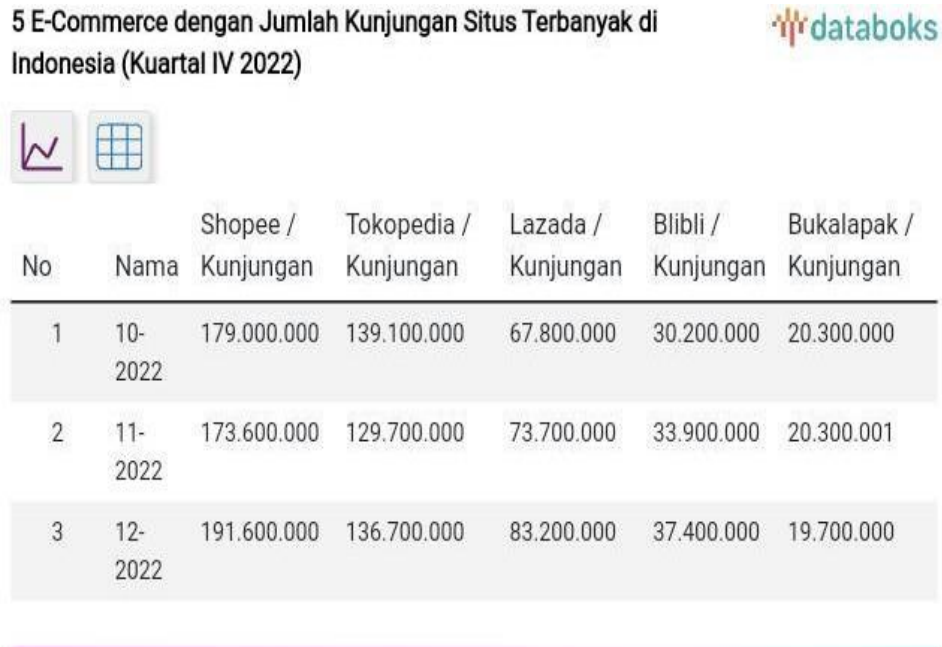 5 E-Commerce dengan Jumlah Kunjungan Situs Terbanyak di
Indonesia (Kuartal IV 2022)
databoks
Shopee / Tokopedia / Lazada / Blibli / Bukalapak /
No Nama Kunjungan Kunjungan Kunjungan Kunjungan Kunjungan
1 10- 179.000.000 139.100.000 67.800.000 30.200.000 20.300.000
2022
2 11- 173.600.000 129.700.000 73.700.000 33.900.000 20.300.001
2022
3 12- 191.600.000 136.700.000 83.200.000 37.400.000 19.700.000
2022